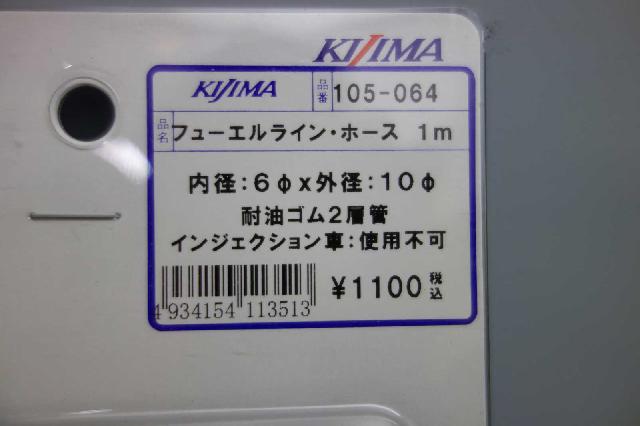 KIJIMA
KIJIMA 品番 105-064
品名 フューエルライン・ホース 1m
内径:6φx外径:10φ
耐油ゴム2層管
インジェクション車:使用不可
¥1100 税込
4 934154 113513